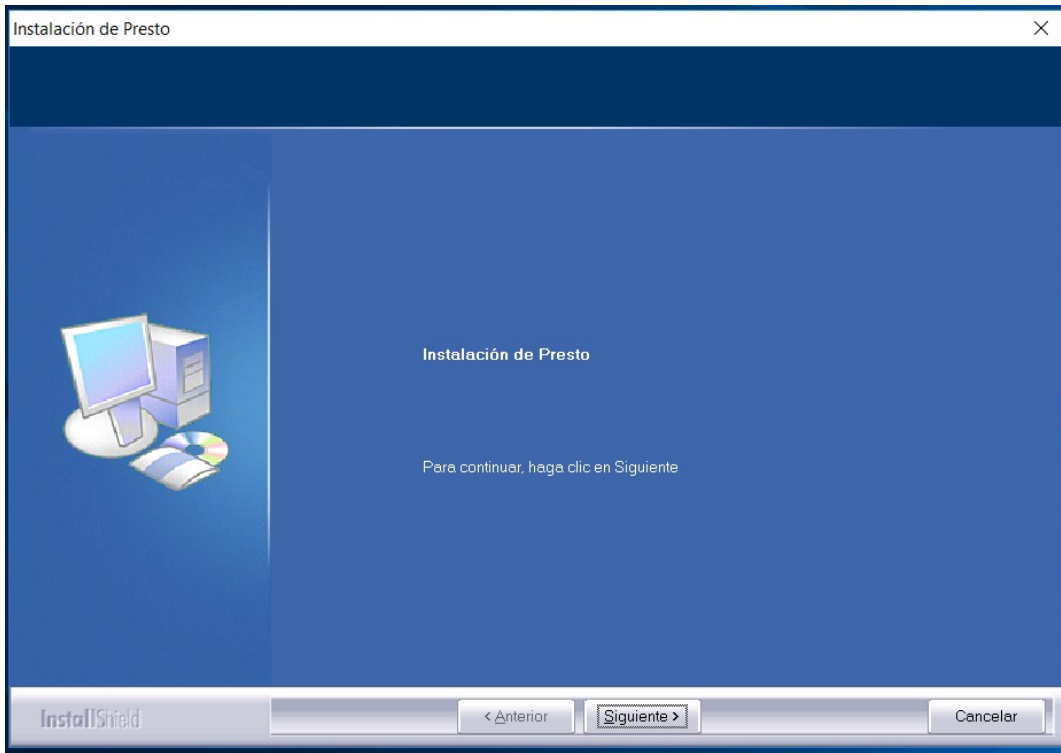 Instalación de Presto
Instalación de Presto
Para continuar, haga clic en Siguiente
InstallShield
< Anterior
Siguiente >
Cancelar